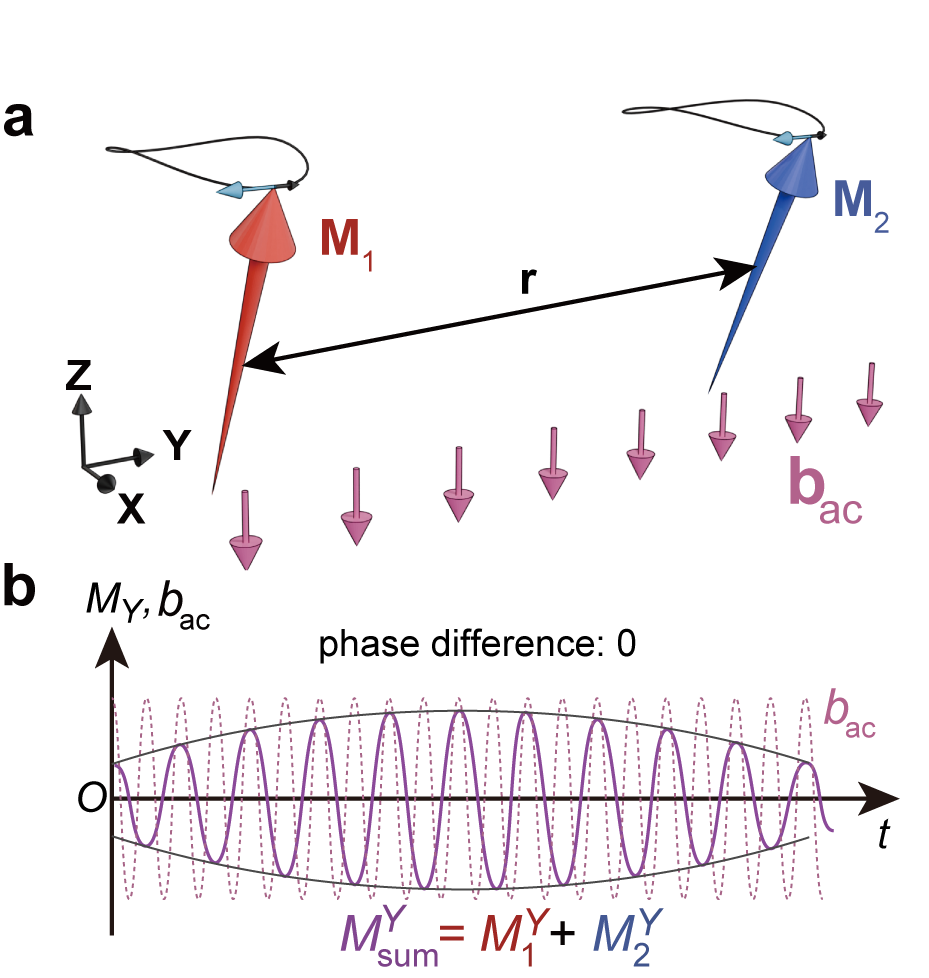 a
M1
M2
r
Z
Y
X
bac
b
MY, bac
phase difference: 0
bac
O
t
MYsum = MY1 + MY2